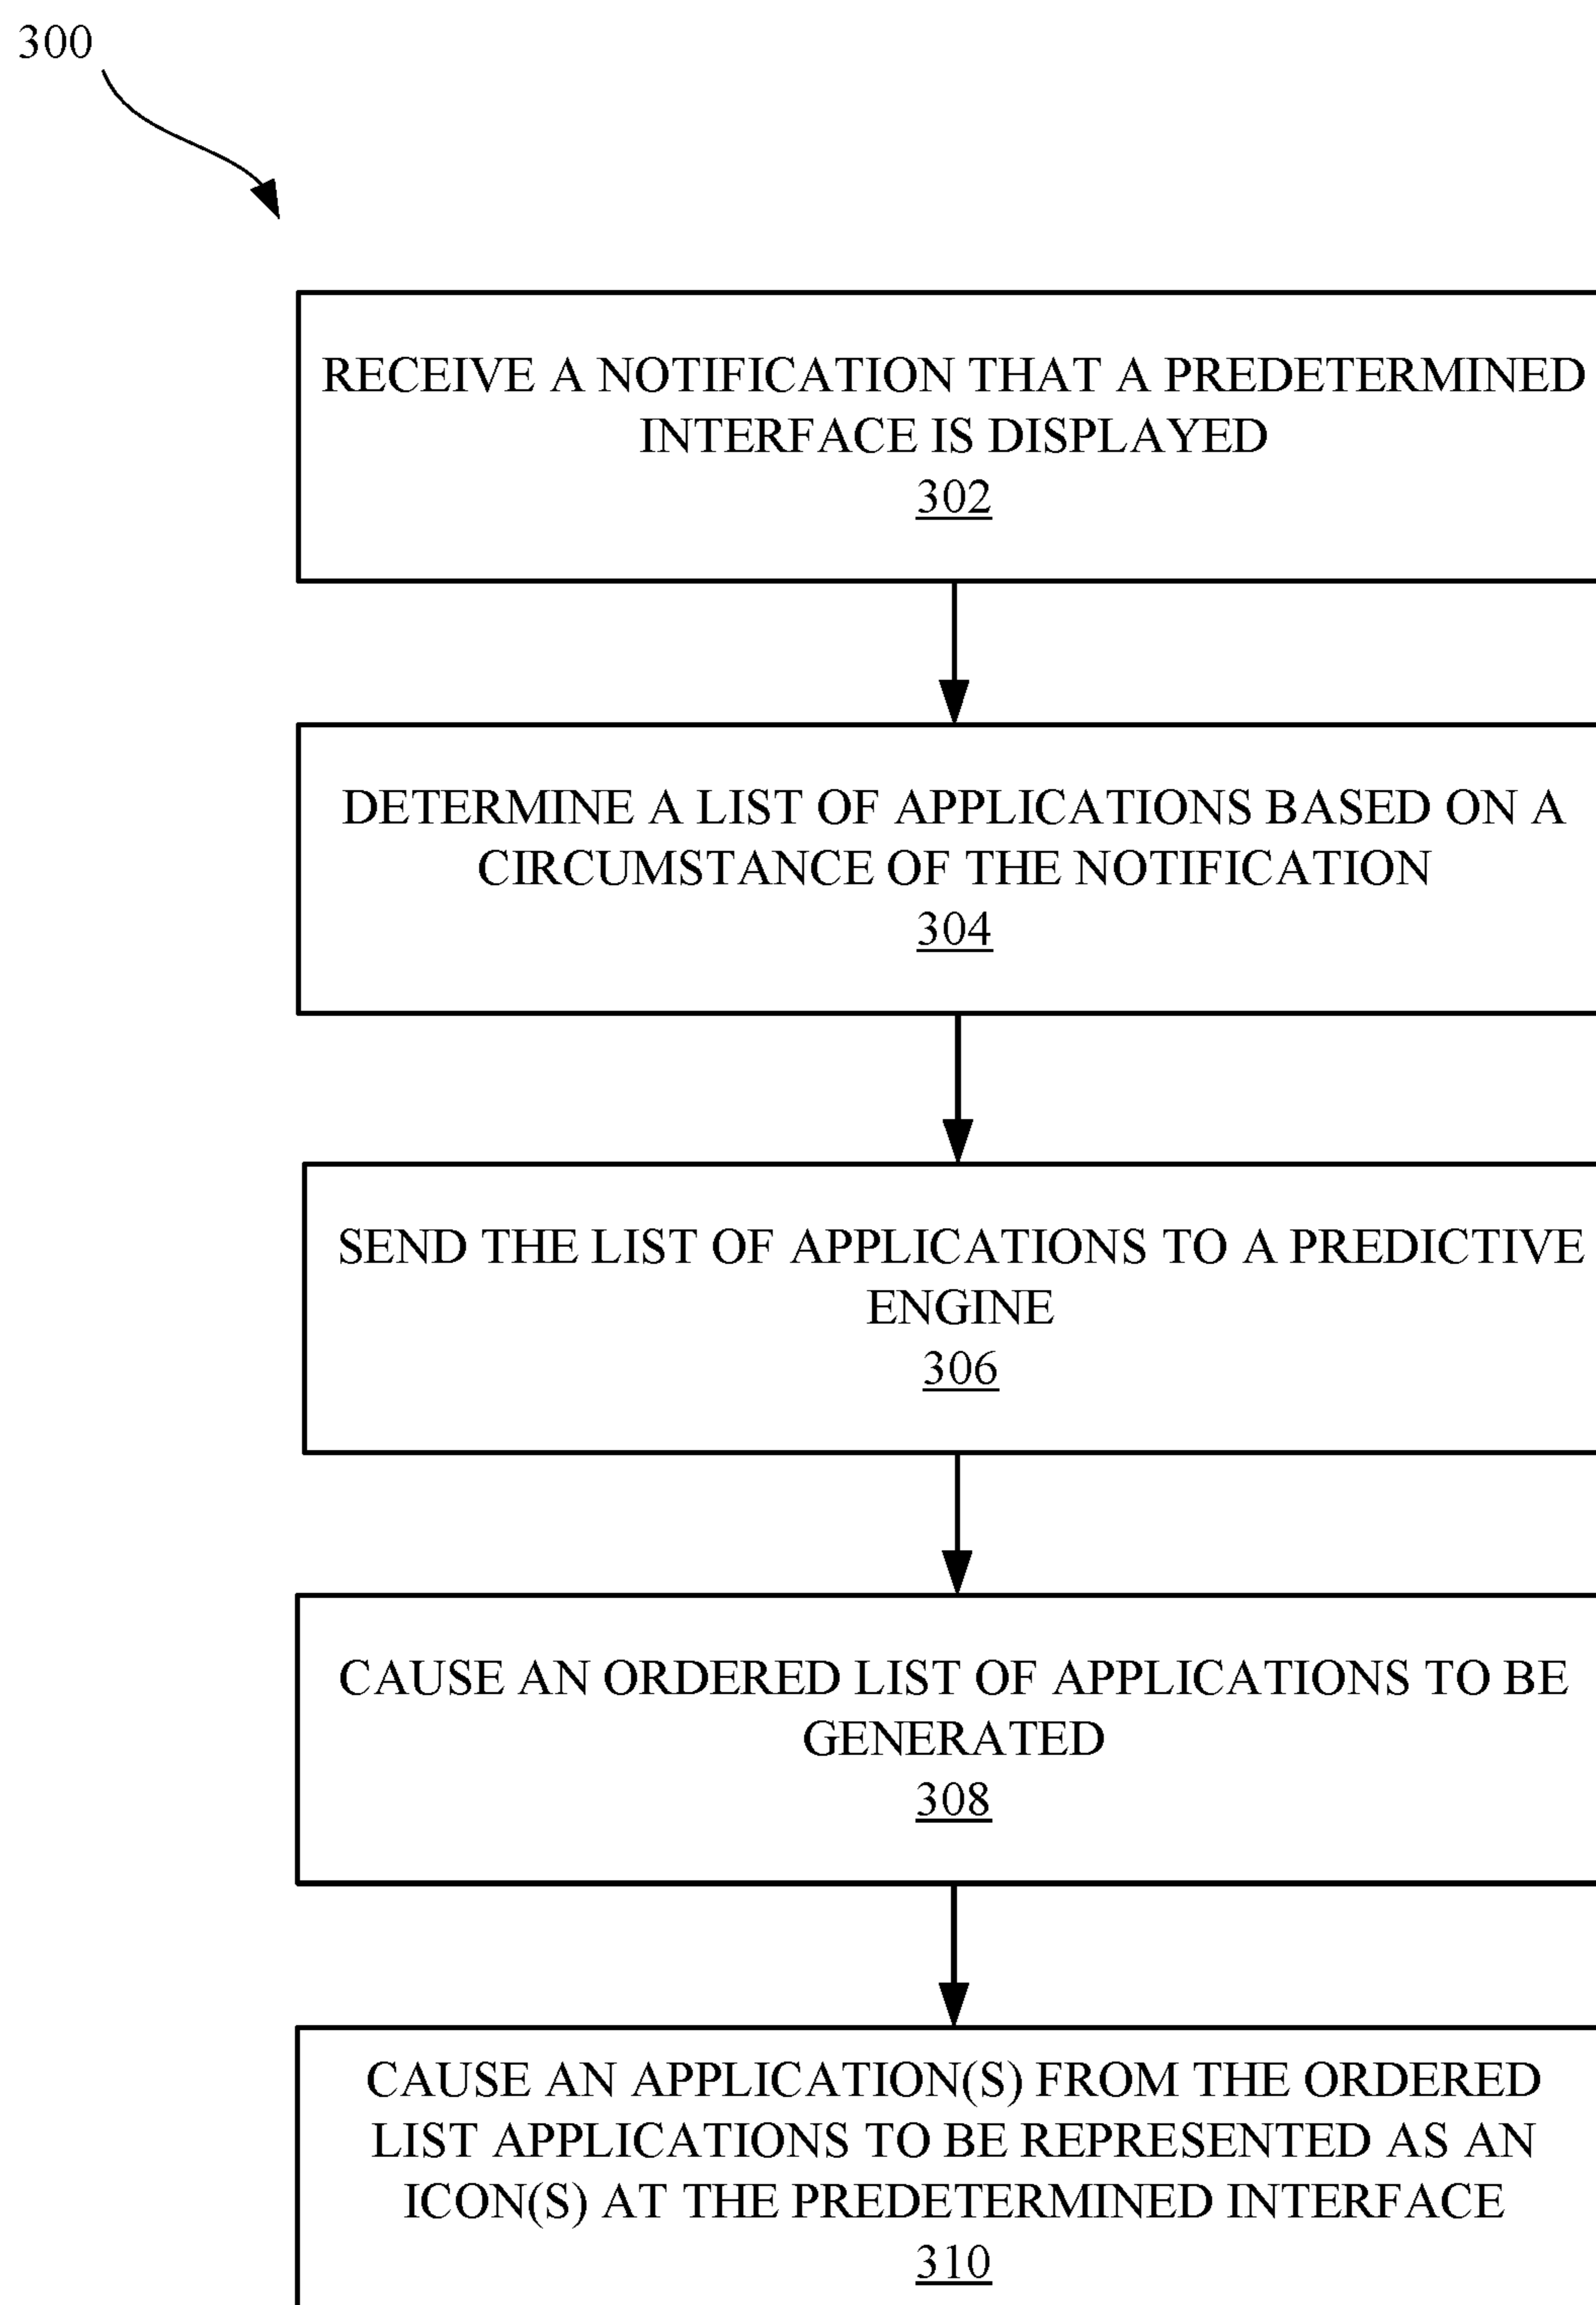 300
RECEIVE A NOTIFICATION THAT A PREDETERMINED
INTERFACE IS DISPLAYED
302
DETERMINE A LIST OF APPLICATIONS BASED ON A
CIRCUMSTANCE OF THE NOTIFICATION
304
SEND THE LIST OF APPLICATIONS TO A PREDICTIVE
ENGINE
306
CAUSE AN ORDERED LIST OF APPLICATIONS TO BE
GENERATED
308
CAUSE AN APPLICATION(S) FROM THE ORDERED
LIST APPLICATIONS TO BE REPRESENTED AS AN
ICON(S) AT THE PREDETERMINED INTERFACE
310